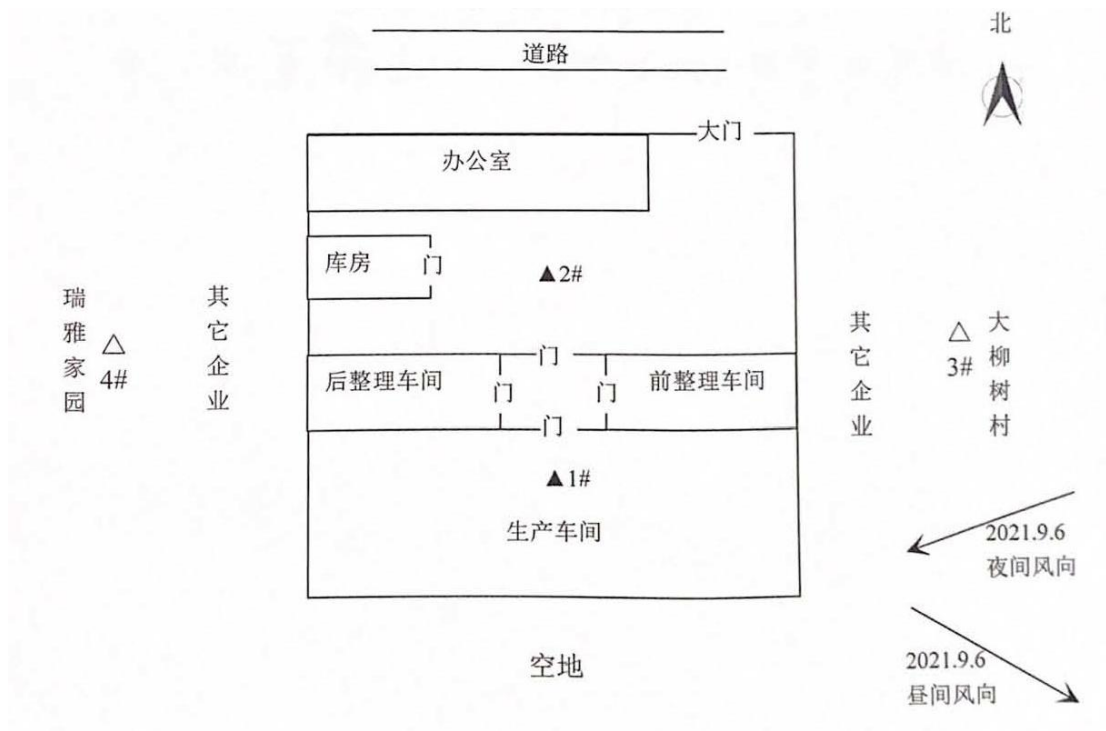 北
道路
大门
办公室
库房
门
▲2#
瑞雅家园
△
4#
其它企业
其它企业
△
3#
大柳树村
门
后整理车间
门
门
前整理车间
门
▲1#
生产车间
2021.9.6
夜间风向
空地
2021.9.6
昼间风向